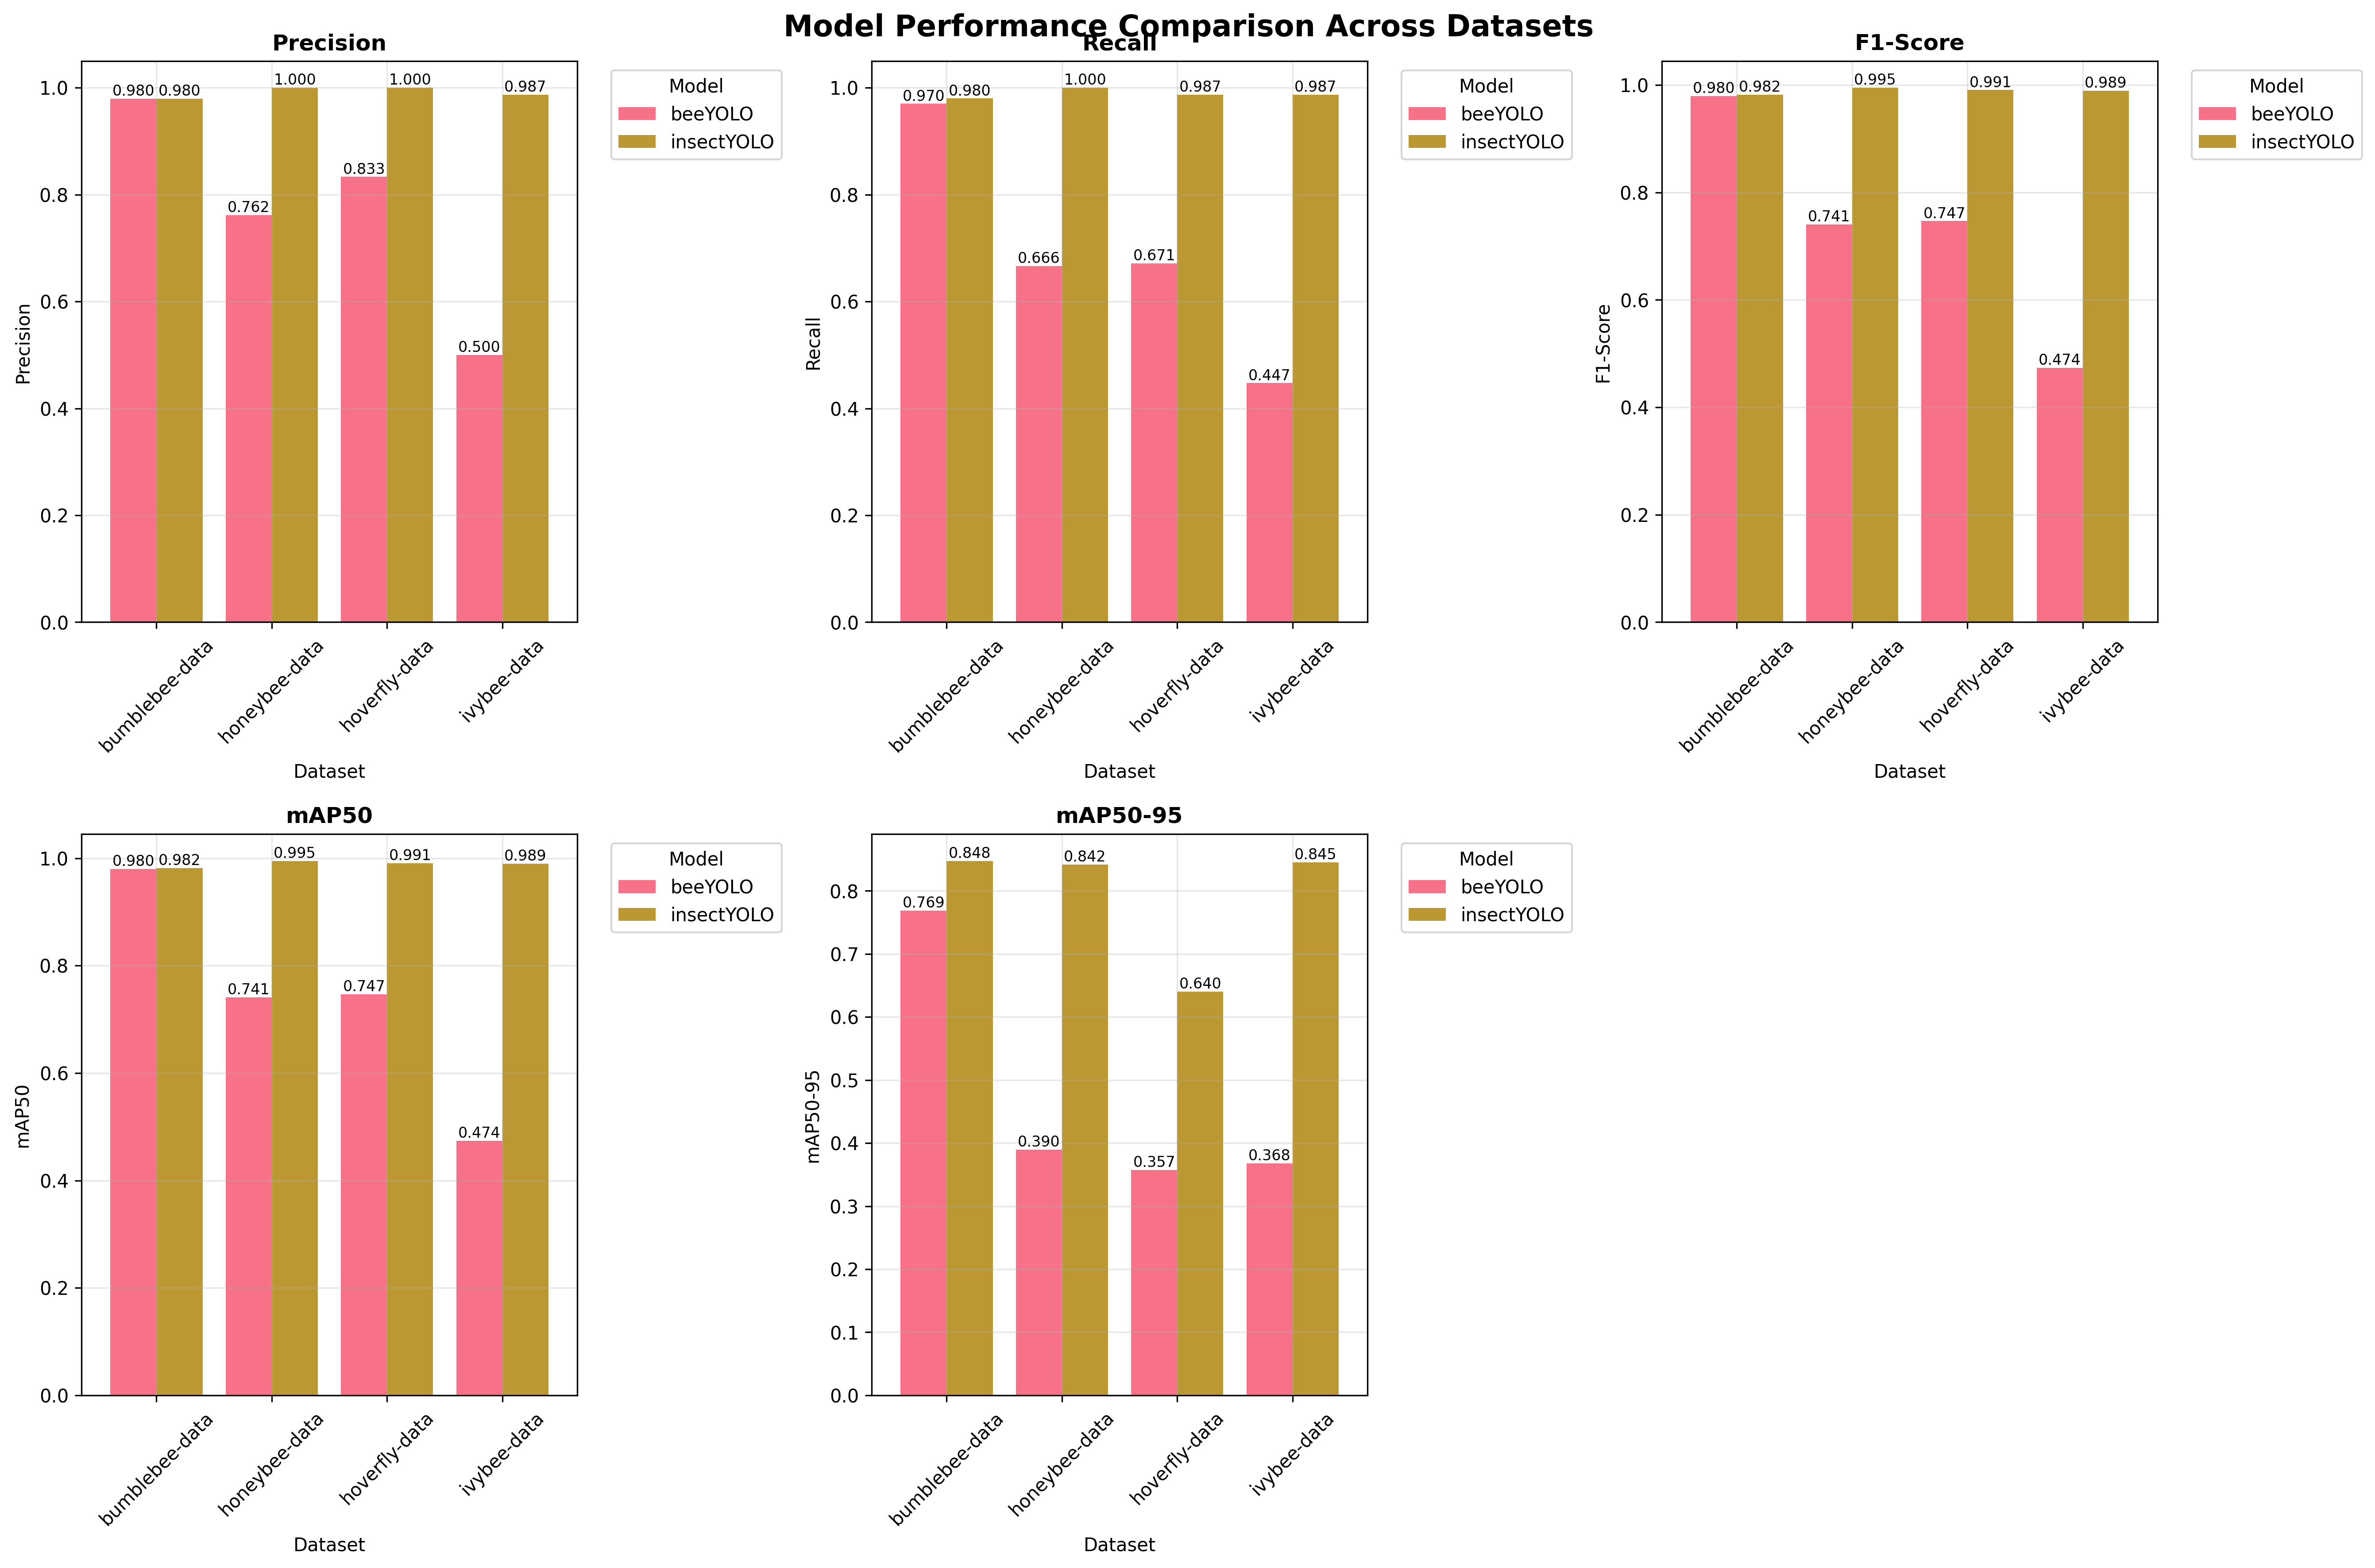 Model Performance Comparison Across Datasets
Precision
1.0
0.8
0.6
0.4
0.2
0.0
Precision
0.980
0.980
0.762
1.000
0.833
1.000
0.500
0.987
bumblebee-data
honeybee-data
hoverfly-data
ivybee-data
Dataset
Model
beeYOLO
insectYOLO
Recall
1.0
0.8
0.6
0.4
0.2
0.0
Recall
0.970
0.980
0.666
1.000
0.671
0.987
0.447
0.987
bumblebee-data
honeybee-data
hoverfly-data
ivybee-data
Dataset
Model
beeYOLO
insectYOLO
F1-Score
1.0
0.8
0.6
0.4
0.2
0.0
F1-Score
0.980
0.982
0.741
0.995
0.747
0.991
0.474
0.989
bumblebee-data
honeybee-data
hoverfly-data
ivybee-data
Dataset
Model
beeYOLO
insectYOLO
mAP50
1.0
0.8
0.6
0.4
0.2
0.0
mAP50
0.980
0.982
0.741
0.995
0.747
0.991
0.474
0.989
bumblebee-data
honeybee-data
hoverfly-data
ivybee-data
Dataset
Model
beeYOLO
insectYOLO
mAP50-95
0.8
0.7
0.6
0.5
0.4
0.3
0.2
0.1
0.0
mAP50-95
0.769
0.848
0.390
0.842
0.357
0.640
0.368
0.845
bumblebee-data
honeybee-data
hoverfly-data
ivybee-data
Dataset
Model
beeYOLO
insectYOLO